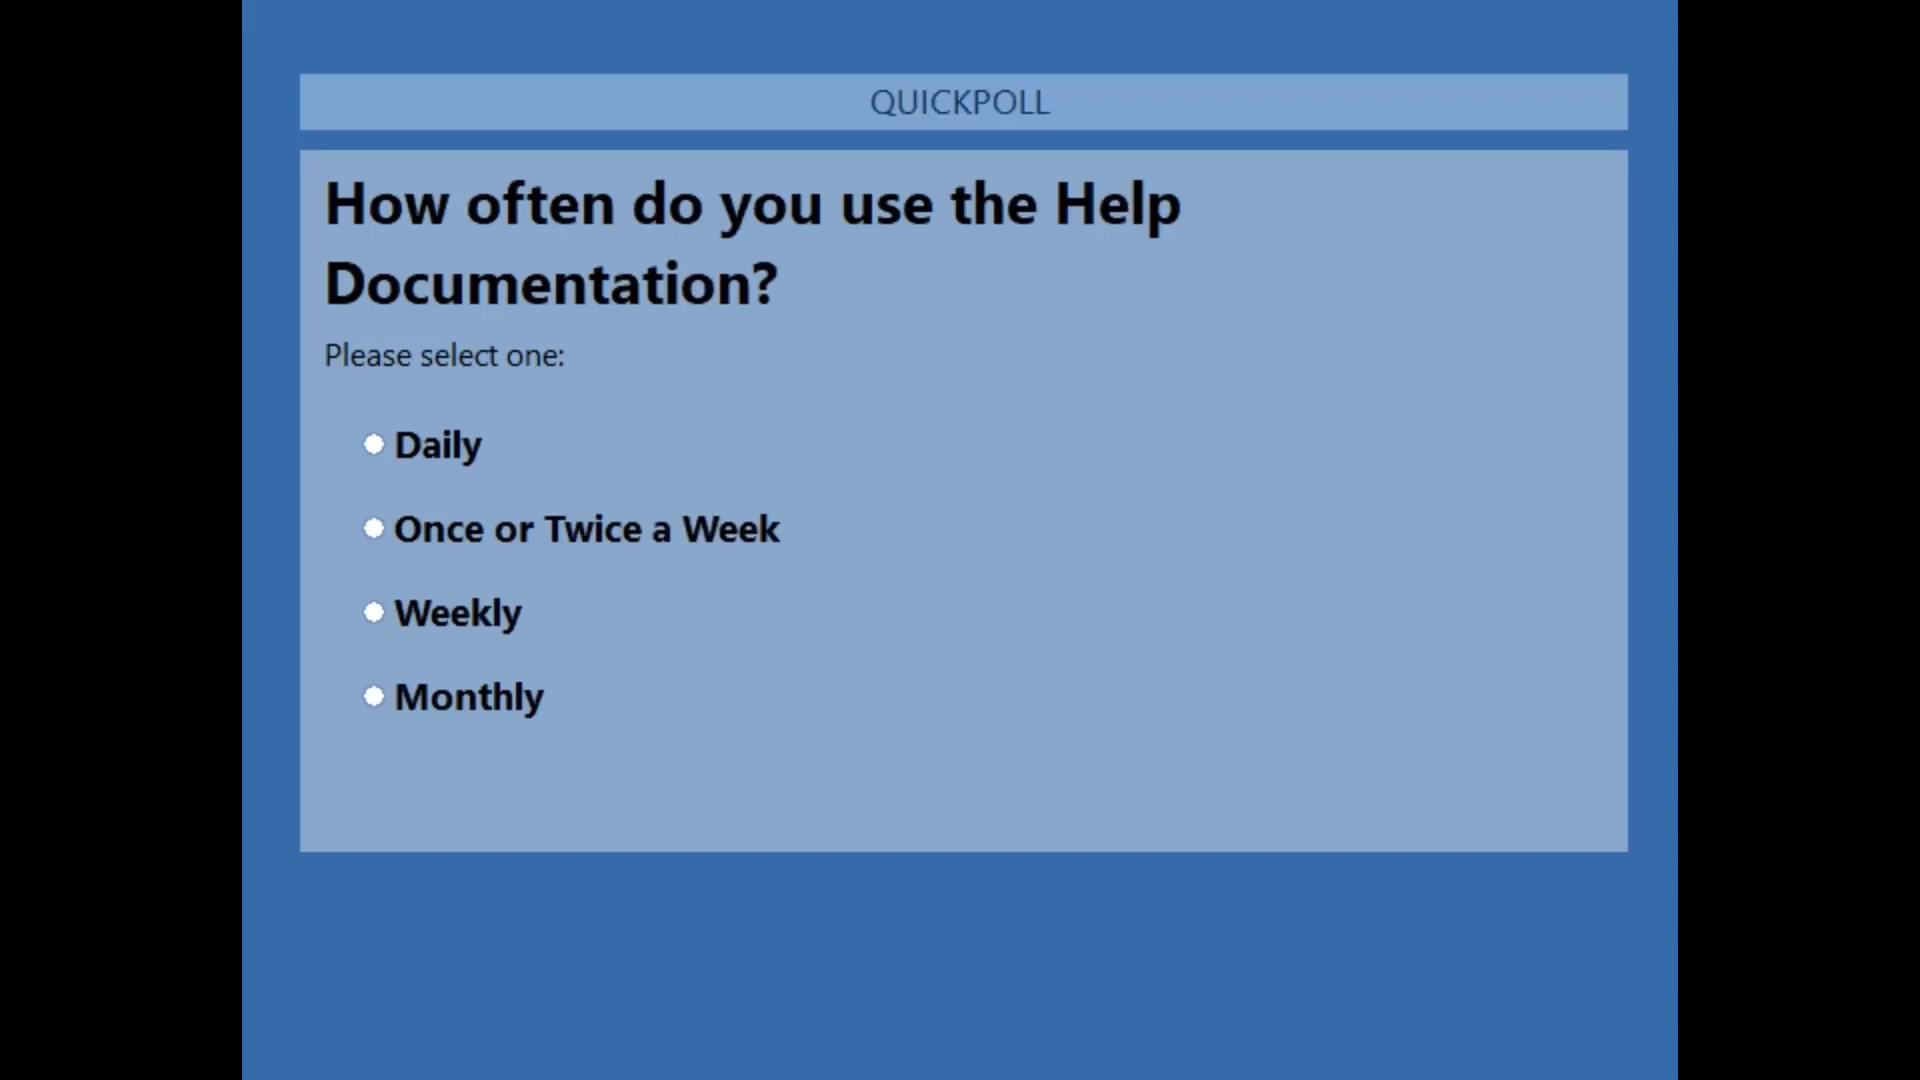 QUICKPOLL
How often do you use the Help
Documentation?
Please select one:
Daily
Once or Twice a Week
Weekly
Monthly